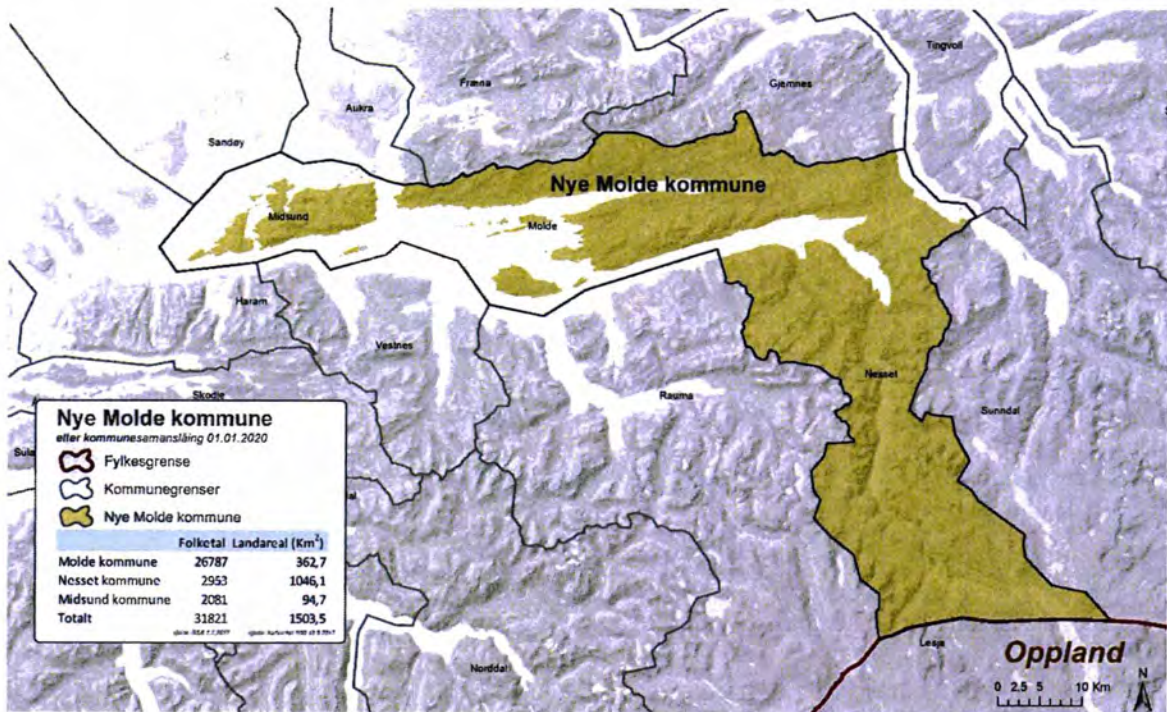 Tingvoll
Fræna
Gjemnes
Aukra
Sandøy
Nye Molde kommune
Midsund
Molde
Haram
Vestnes
Nesset
Rauma
Skodje
Sunndal
Nye Molde kommune
etter kommunesamanslåing 01.01.2020
Fylkesgrense
Kommunegrenser
Nye Molde kommune
Folketal Landareal (Km²)
Molde kommune 26787 362,7
Nesset kommune 2953 1046,1
Midsund kommune 2081 94,7
Totalt 31821 1503,5
Norddal
Lesja
Oppland
N
0 2,5 5 10 Km